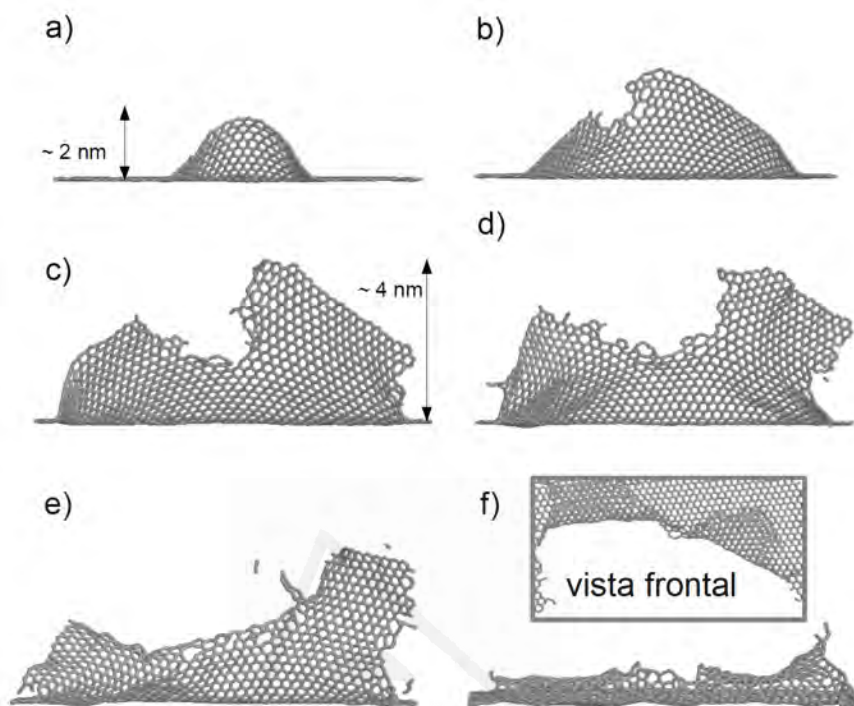 a)
b)
~ 2 nm
c)
~ 4 nm
d)
e)
f)
vista frontal